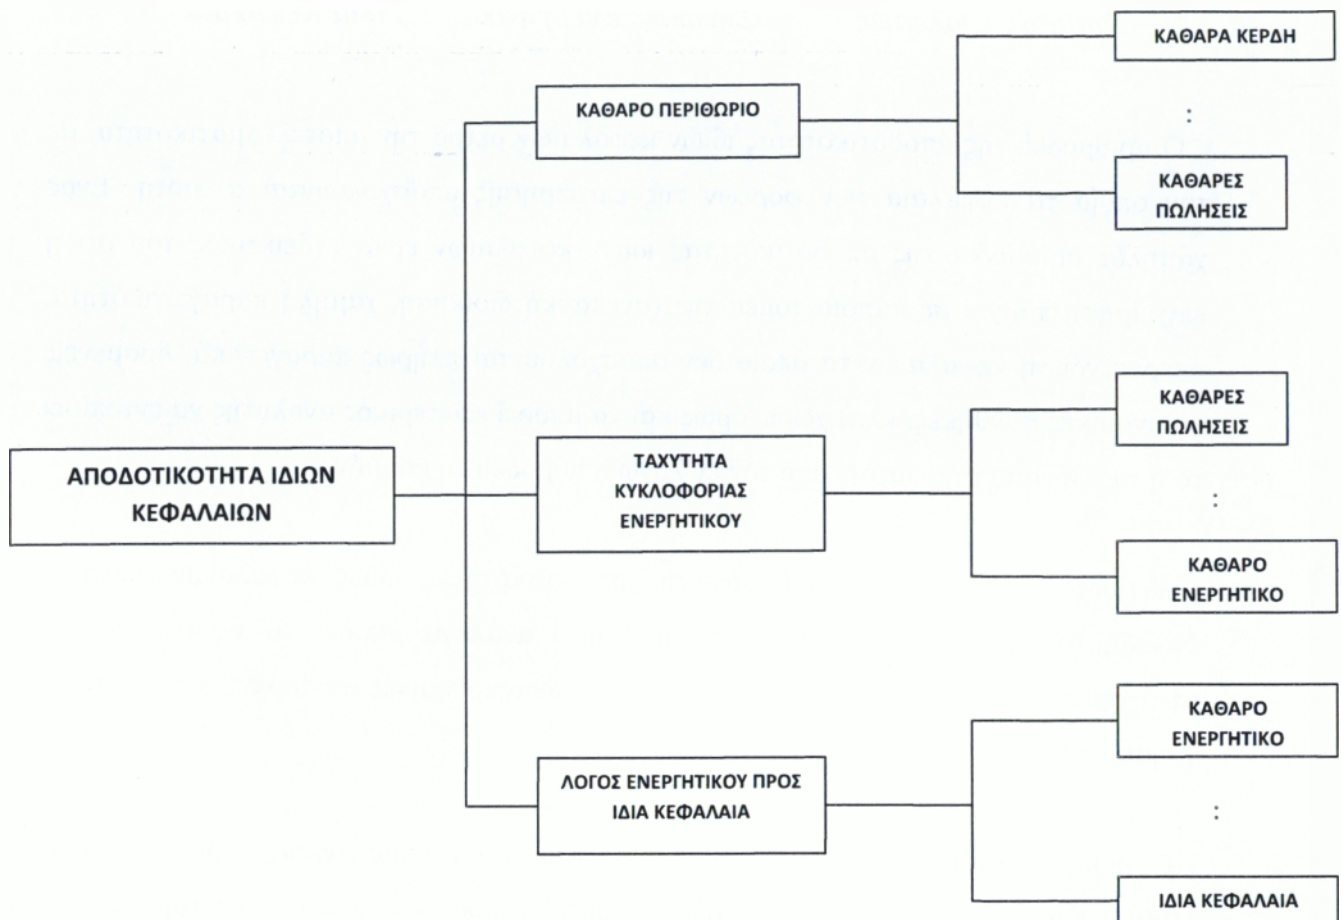 ΚΑΘΑΡΑ ΚΕΡΔΗ
ΚΑΘΑΡΟ ΠΕΡΙΘΩΡΙΟ
:
ΚΑΘΑΡΕΣ
ΠΩΛΗΣΕΙΣ
ΚΑΘΑΡΕΣ
ΠΩΛΗΣΕΙΣ
ΑΠΟΔΟΤΙΚΟΤΗΤΑ ΙΔΙΩΝ
ΚΕΦΑΛΑΙΩΝ
ΤΑΧΥΤΗΤΑ
ΚΥΚΛΟΦΟΡΙΑΣ
ΕΝΕΡΓΗΤΙΚΟΥ
:
ΚΑΘΑΡΟ
ΕΝΕΡΓΗΤΙΚΟ
ΚΑΘΑΡΟ
ΕΝΕΡΓΗΤΙΚΟ
ΛΟΓΟΣ ΕΝΕΡΓΗΤΙΚΟΥ ΠΡΟΣ
ΙΔΙΑ ΚΕΦΑΛΑΙΑ
:
ΙΔΙΑ ΚΕΦΑΛΑΙΑ